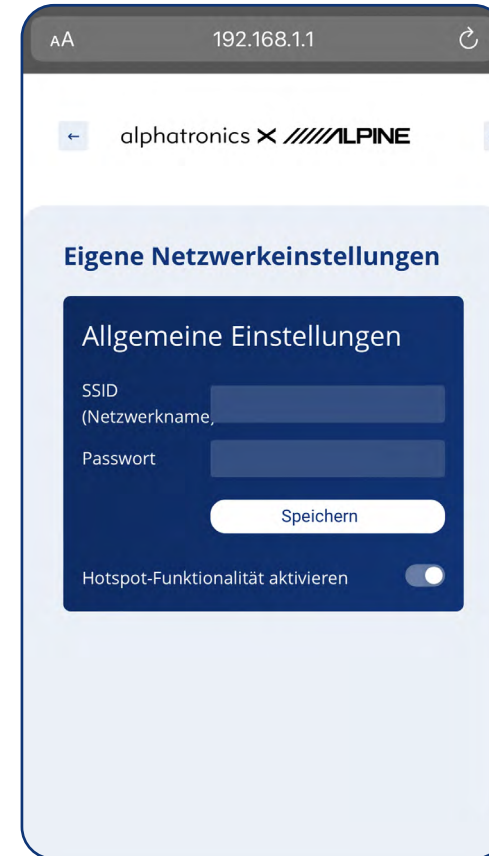 AA 192.168.1.1
alphatronics X ALPINE
Eigene Netzwerkeinstellungen
Allgemeine Einstellungen
SSID
(Netzwerkname)
Passwort
Speichern
Hotspot-Funktionalität aktivieren